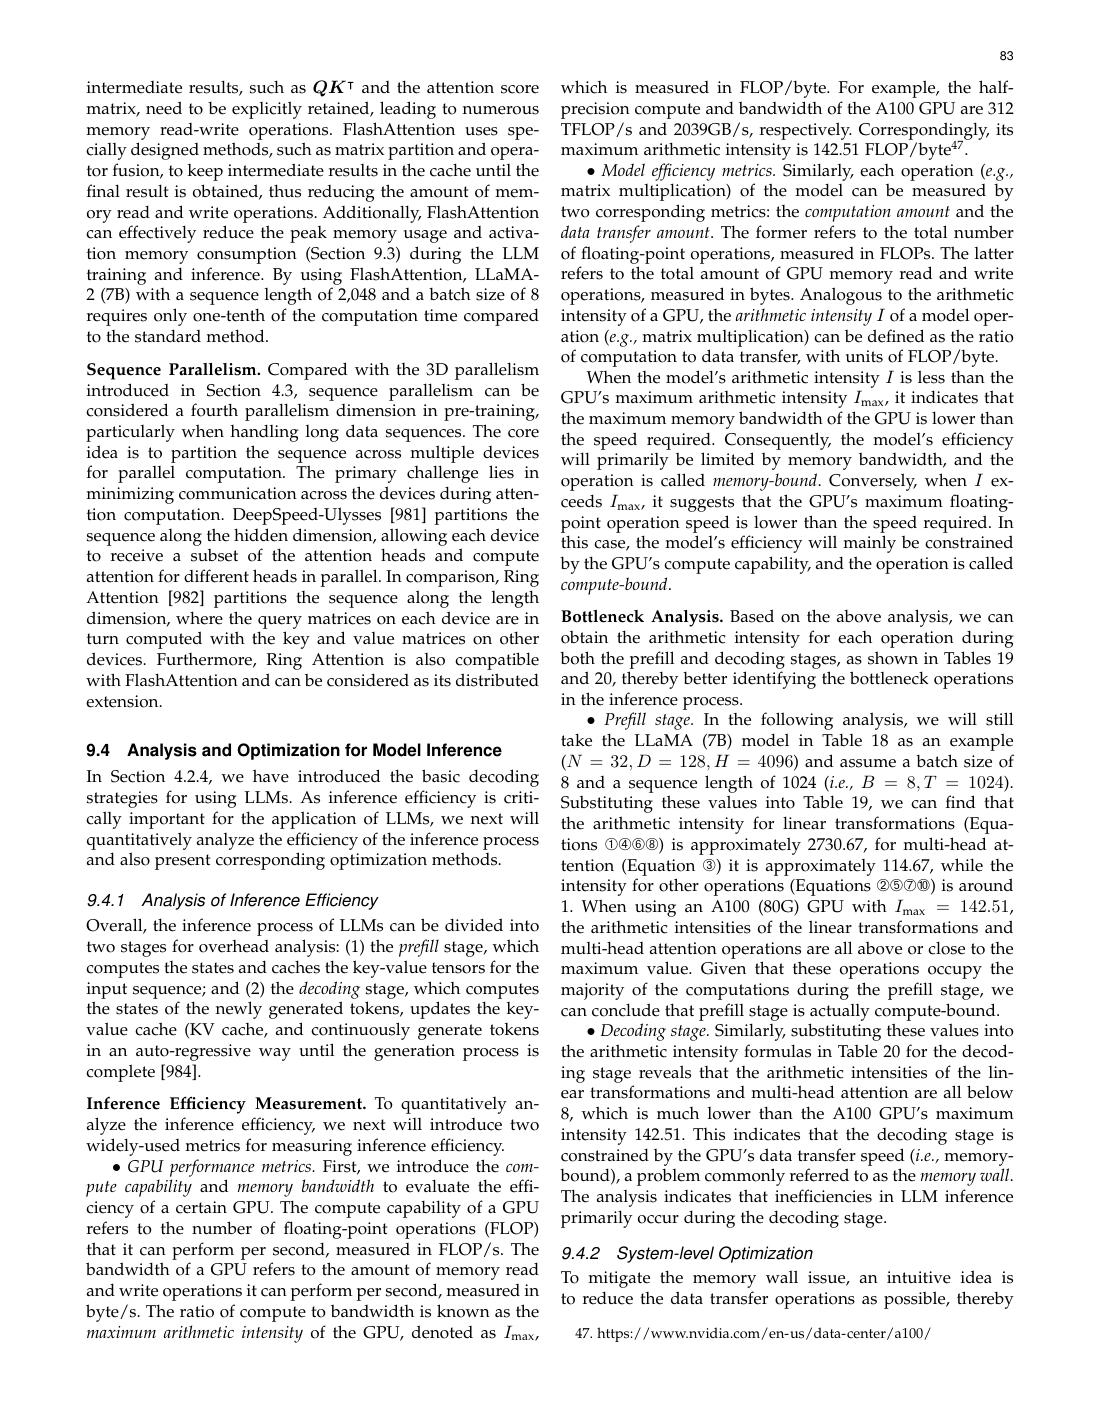 83
intermediate results, such as QK⊺ and the attention score
matrix, need to be explicitly retained, leading to numerous
memory read-write operations. FlashAttention uses spe-
cially designed methods, such as matrix partition and opera-
tor fusion, to keep intermediate results in the cache until the
final result is obtained, thus reducing the amount of mem-
ory read and write operations. Additionally, FlashAttention
can effectively reduce the peak memory usage and activa-
tion memory consumption (Section 9.3) during the LLM
training and inference. By using FlashAttention, LLaMA-
2 (7B) with a sequence length of 2,048 and a batch size of 8
requires only one-tenth of the computation time compared
to the standard method.
Sequence Parallelism. Compared with the 3D parallelism
introduced in Section 4.3, sequence parallelism can be
considered a fourth parallelism dimension in pre-training,
particularly when handling long data sequences. The core
idea is to partition the sequence across multiple devices
for parallel computation. The primary challenge lies in
minimizing communication across the devices during atten-
tion computation. DeepSpeed-Ulysses [981] partitions the
sequence along the hidden dimension, allowing each device
to receive a subset of the attention heads and compute
attention for different heads in parallel. In comparison, Ring
Attention [982] partitions the sequence along the length
dimension, where the query matrices on each device are in
turn computed with the key and value matrices on other
devices. Furthermore, Ring Attention is also compatible
with FlashAttention and can be considered as its distributed
extension.
9.4 Analysis and Optimization for Model Inference
In Section 4.2.4, we have introduced the basic decoding
strategies for using LLMs. As inference efficiency is criti-
cally important for the application of LLMs, we next will
quantitatively analyze the efficiency of the inference process
and also present corresponding optimization methods.
9.4.1 Analysis of Inference Efficiency
Overall, the inference process of LLMs can be divided into
two stages for overhead analysis: (1) the prefill stage, which
computes the states and caches the key-value tensors for the
input sequence; and (2) the decoding stage, which computes
the states of the newly generated tokens, updates the key-
value cache (KV cache, and continuously generate tokens
in an auto-regressive way until the generation process is
complete [984].
Inference Efficiency Measurement. To quantitatively an-
alyze the inference efficiency, we next will introduce two
widely-used metrics for measuring inference efficiency.
• GPU performance metrics. First, we introduce the com-
pute capability and memory bandwidth to evaluate the effi-
ciency of a certain GPU. The compute capability of a GPU
refers to the number of floating-point operations (FLOP)
that it can perform per second, measured in FLOP/s. The
bandwidth of a GPU refers to the amount of memory read
and write operations it can perform per second, measured in
byte/s. The ratio of compute to bandwidth is known as the
maximum arithmetic intensity of the GPU, denoted as Imax,
which is measured in FLOP/byte. For example, the half-
precision compute and bandwidth of the A100 GPU are 312
TFLOP/s and 2039GB/s, respectively. Correspondingly, its
maximum arithmetic intensity is 142.51 FLOP/byte47.
• Model efficiency metrics. Similarly, each operation (e.g.,
matrix multiplication) of the model can be measured by
two corresponding metrics: the computation amount and the
data transfer amount. The former refers to the total number
of floating-point operations, measured in FLOPs. The latter
refers to the total amount of GPU memory read and write
operations, measured in bytes. Analogous to the arithmetic
intensity of a GPU, the arithmetic intensity I of a model oper-
ation (e.g., matrix multiplication) can be defined as the ratio
of computation to data transfer, with units of FLOP/byte.
When the model's arithmetic intensity I is less than the
GPU's maximum arithmetic intensity Imax, it indicates that
the maximum memory bandwidth of the GPU is lower than
the speed required. Consequently, the model's efficiency
will primarily be limited by memory bandwidth, and the
operation is called memory-bound. Conversely, when I ex-
ceeds Imax, it suggests that the GPU's maximum floating-
point operation speed is lower than the speed required. In
this case, the model's efficiency will mainly be constrained
by the GPU's compute capability, and the operation is called
compute-bound.
Bottleneck Analysis. Based on the above analysis, we can
obtain the arithmetic intensity for each operation during
both the prefill and decoding stages, as shown in Tables 19
and 20, thereby better identifying the bottleneck operations
in the inference process.
• Prefill stage. In the following analysis, we will still
take the LLaMA (7B) model in Table 18 as an example
(N = 32, D = 128, H = 4096) and assume a batch size of
8 and a sequence length of 1024 (i.e., B = 8, T = 1024).
Substituting these values into Table 19, we can find that
the arithmetic intensity for linear transformations (Equa-
tions ①④⑥⑧) is approximately 2730.67, for multi-head at-
tention (Equation ③) it is approximately 114.67, while the
intensity for other operations (Equations ②⑤⑦⑩) is around
1. When using an A100 (80G) GPU with Imax = 142.51,
the arithmetic intensities of the linear transformations and
multi-head attention operations are all above or close to the
maximum value. Given that these operations occupy the
majority of the computations during the prefill stage, we
can conclude that prefill stage is actually compute-bound.
• Decoding stage. Similarly, substituting these values into
the arithmetic intensity formulas in Table 20 for the decod-
ing stage reveals that the arithmetic intensities of the lin-
ear transformations and multi-head attention are all below
8, which is much lower than the A100 GPU's maximum
intensity 142.51. This indicates that the decoding stage is
constrained by the GPU's data transfer speed (i.e., memory-
bound), a problem commonly referred to as the memory wall.
The analysis indicates that inefficiencies in LLM inference
primarily occur during the decoding stage.
9.4.2 System-level Optimization
To mitigate the memory wall issue, an intuitive idea is
to reduce the data transfer operations as possible, thereby
47. https://www.nvidia.com/en-us/data-center/a100/